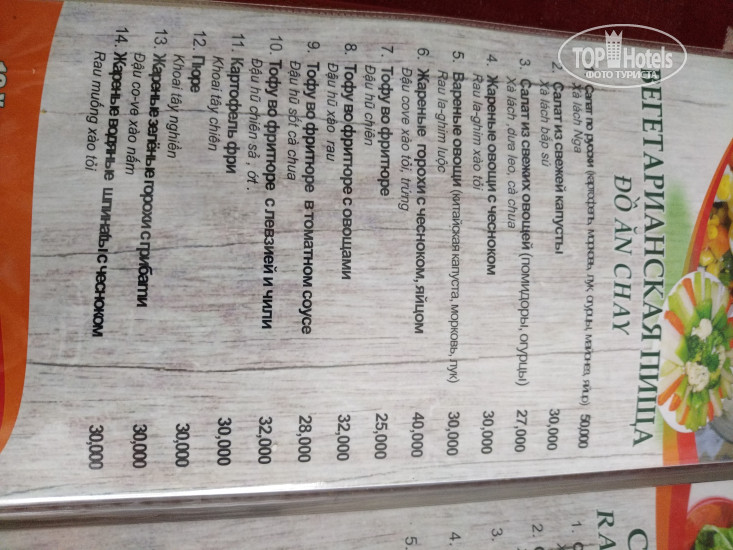 TOP Hotels
ФОТО ТУРИСТА
ВЕГЕТАРИАНСКАЯ ПИЩА
ĐỒ ĂN CHAY
Салат по русски (картофель, морковь, лук, огурцы, майонез, яйцо) 50,000
Xà lách Nga
2. Салат из свежей капусты 30,000
Xà lách bắp sú
3. Салат из свежих овощей (помидоры, огурцы) 27,000
Xà lách ,dưa leo, cà chua
4. Жареные овощи с чесноком 30,000
Rau la-ghim xào tỏi
5. Вареные овощи (китайская капуста, морковь, лук) 30,000
Rau la-ghim luộc
6. Жареные горохи с чесноком, яйцом 40,000
Đậu cove xào tỏi, trứng
7. Тофу во фритюре 25,000
Đậu hũ chiên
8. Тофу во фритюре с овощами 32,000
Đậu hũ xào rau
9. Тофу во фритюре в томатном соусе 28,000
Đậu hũ sốt cà chua
10. Тофу во фритюре с левзией и чили 32,000
Đậu hũ chiên sả , ớt .
11. Картофель фри 30,000
Khoai tây chiên
12. Пюре 30,000
Khoai tây nghiền
13. Жареные зелёные горохи с грибатти 30,000
Đậu co-ve xào nấm
14. Жареные водяные шпинаты с чесноком 30,000
Rau muống xào tỏi
RA
1.
2.
3.
4.
5.